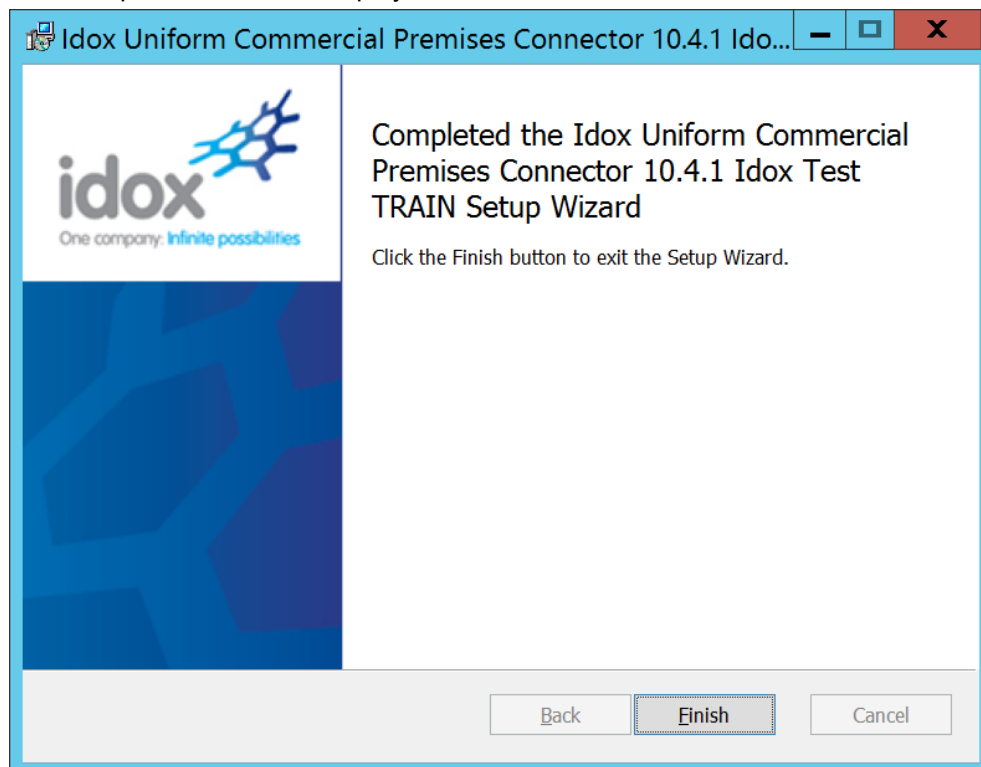 Idox Uniform Commercial Premises Connector 10.4.1 Ido...
idox
One company: Infinite possibilities
Completed the Idox Uniform Commercial
Premises Connector 10.4.1 Idox Test
TRAIN Setup Wizard
Click the Finish button to exit the Setup Wizard.
Back Finish Cancel